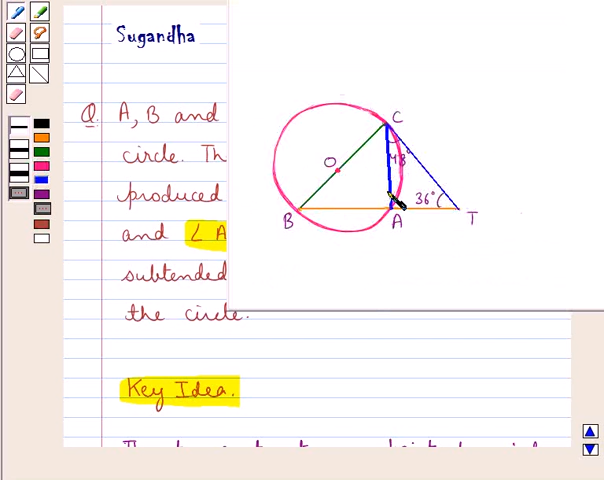 Sugandha
Q. A, B and
circle. Th
produced
and ∠ A
subtended
the circle.
Key Idea.
C
O
48°
36°
B
A
T